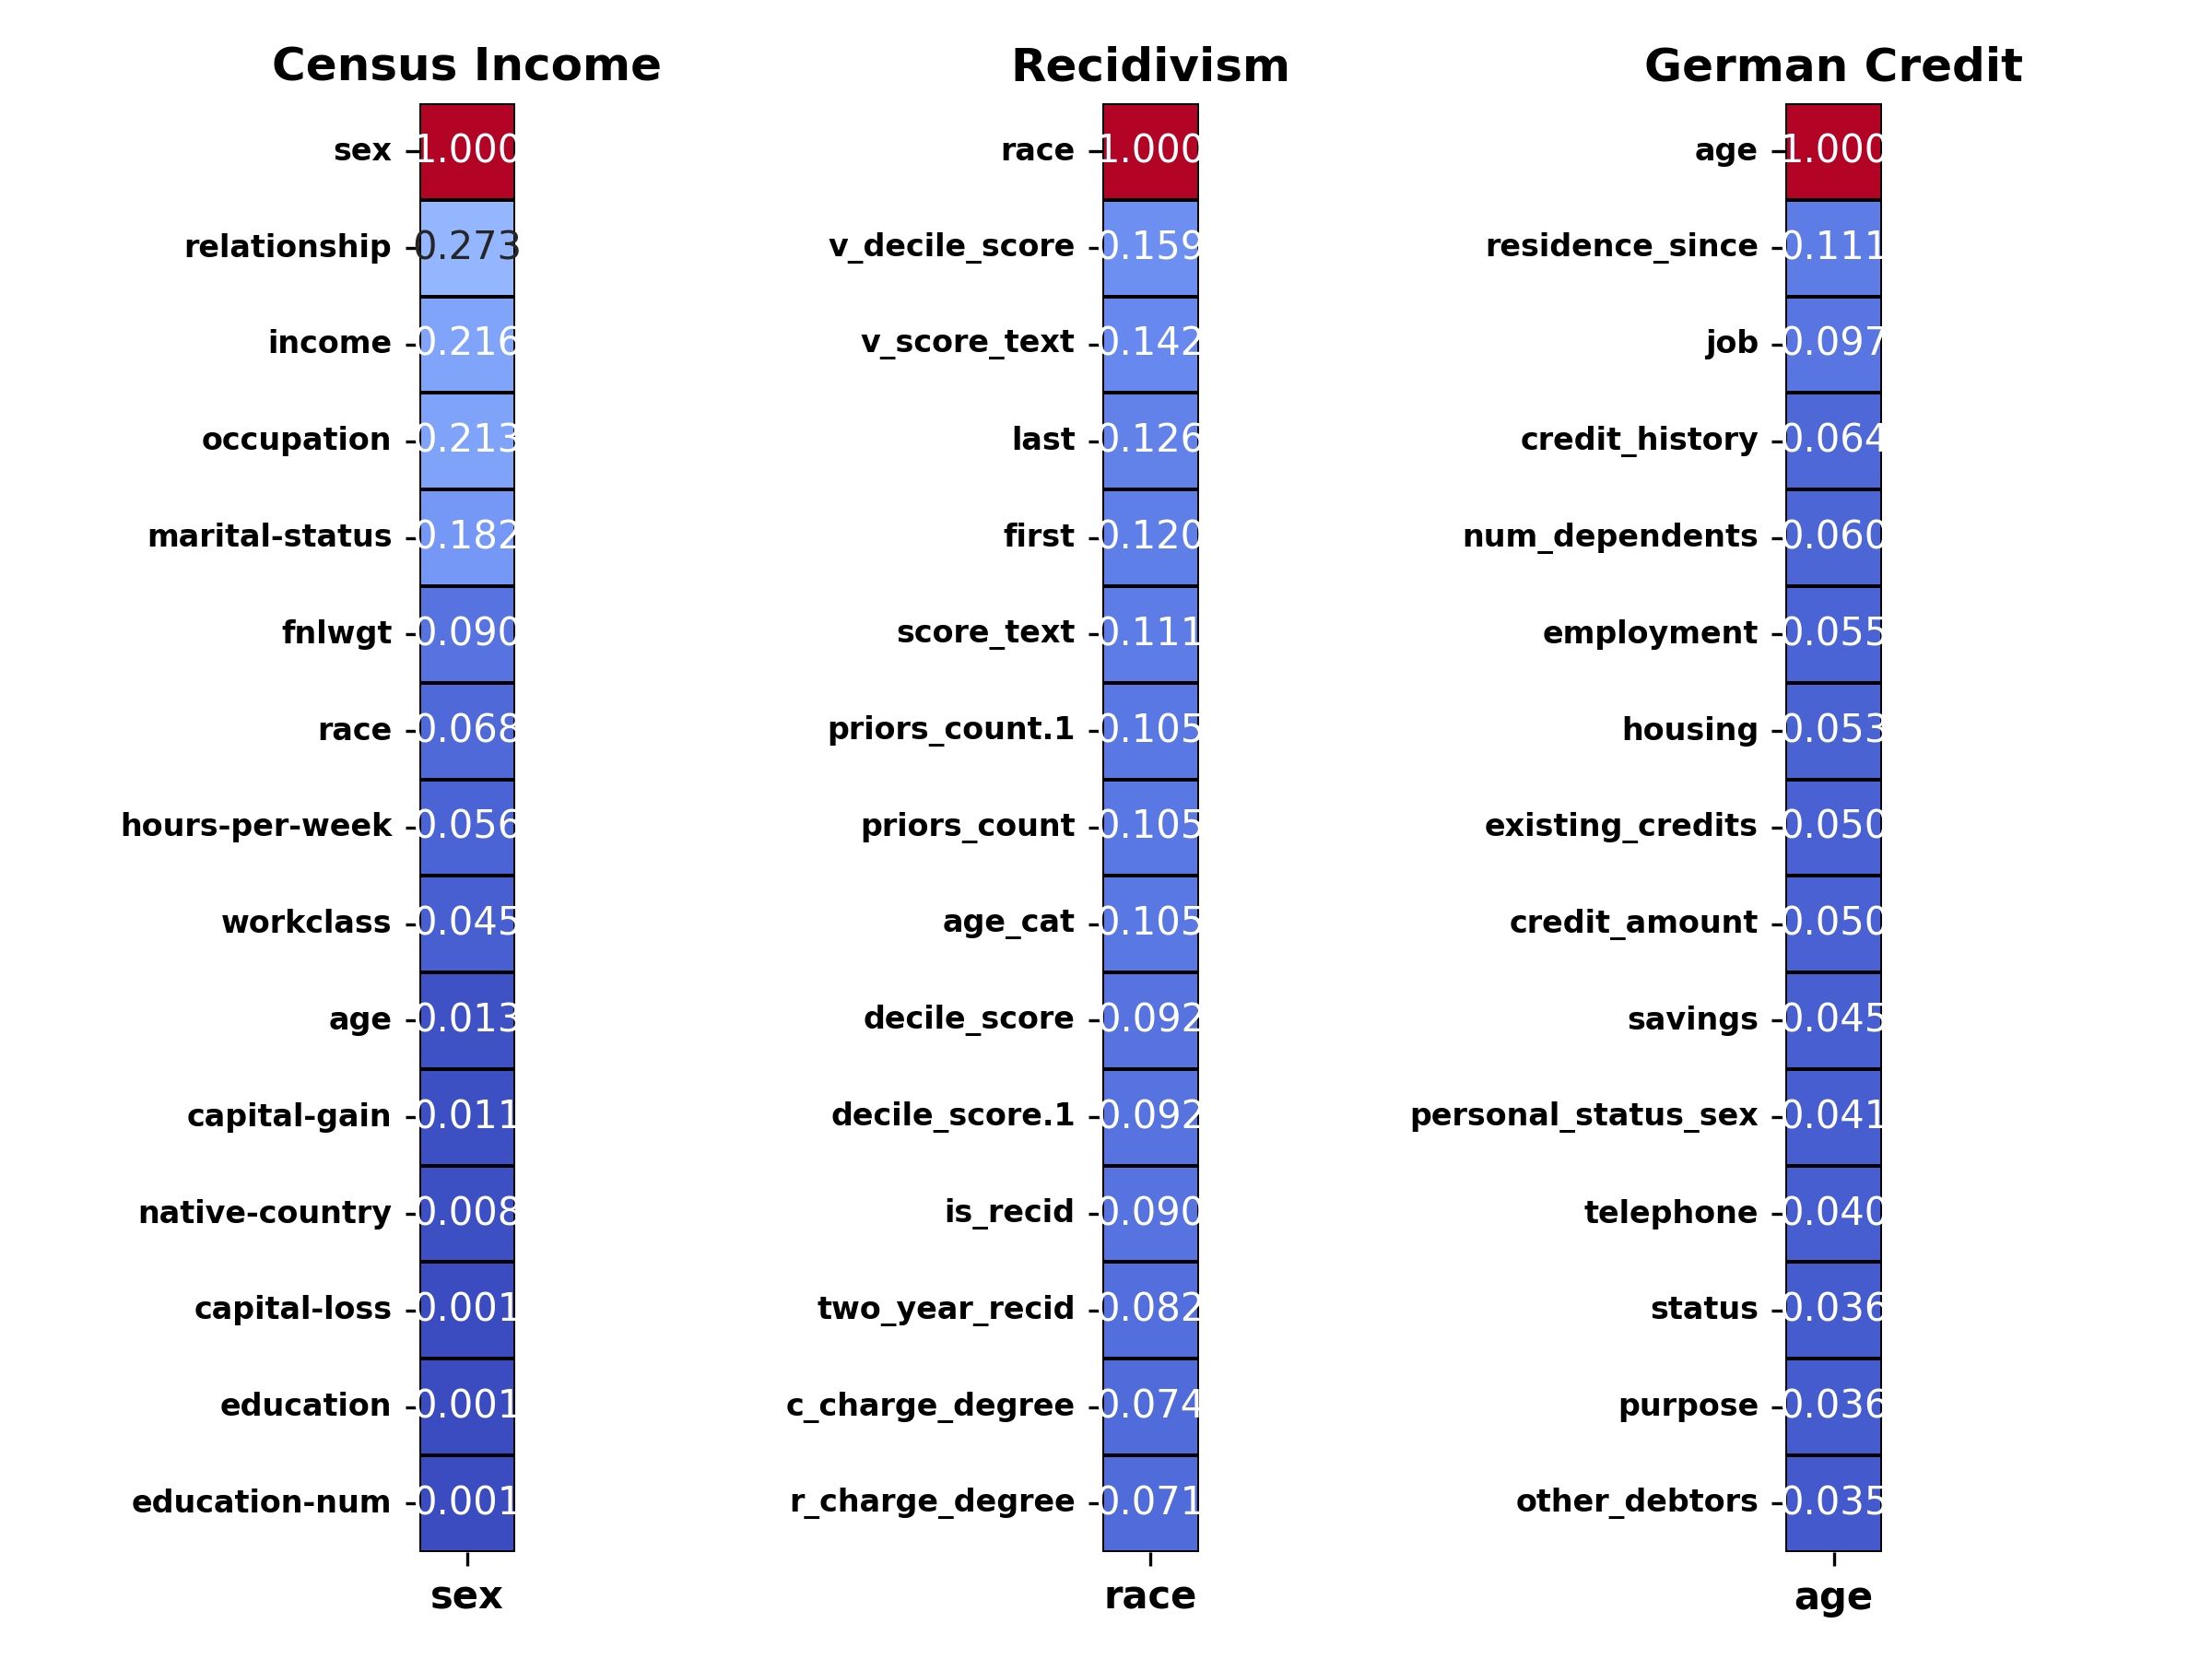 Census Income
sex 1.000
relationship 0.273
income 0.216
occupation 0.213
marital-status 0.182
fnlwgt 0.090
race 0.068
hours-per-week 0.056
workclass 0.045
age 0.013
capital-gain 0.011
native-country 0.008
capital-loss 0.001
education 0.001
education-num 0.001
sex
Recidivism
race 1.000
v_decile_score 0.159
v_score_text 0.142
last 0.126
first 0.120
score_text 0.111
priors_count.1 0.105
priors_count 0.105
age_cat 0.105
decile_score 0.092
decile_score.1 0.092
is_recid 0.090
two_year_recid 0.082
c_charge_degree 0.074
r_charge_degree 0.071
race
German Credit
age 1.000
residence_since 0.111
job 0.097
credit_history 0.064
num_dependents 0.060
employment 0.055
housing 0.053
existing_credits 0.050
credit_amount 0.050
savings 0.045
personal_status_sex 0.041
telephone 0.040
status 0.036
purpose 0.036
other_debtors 0.035
age